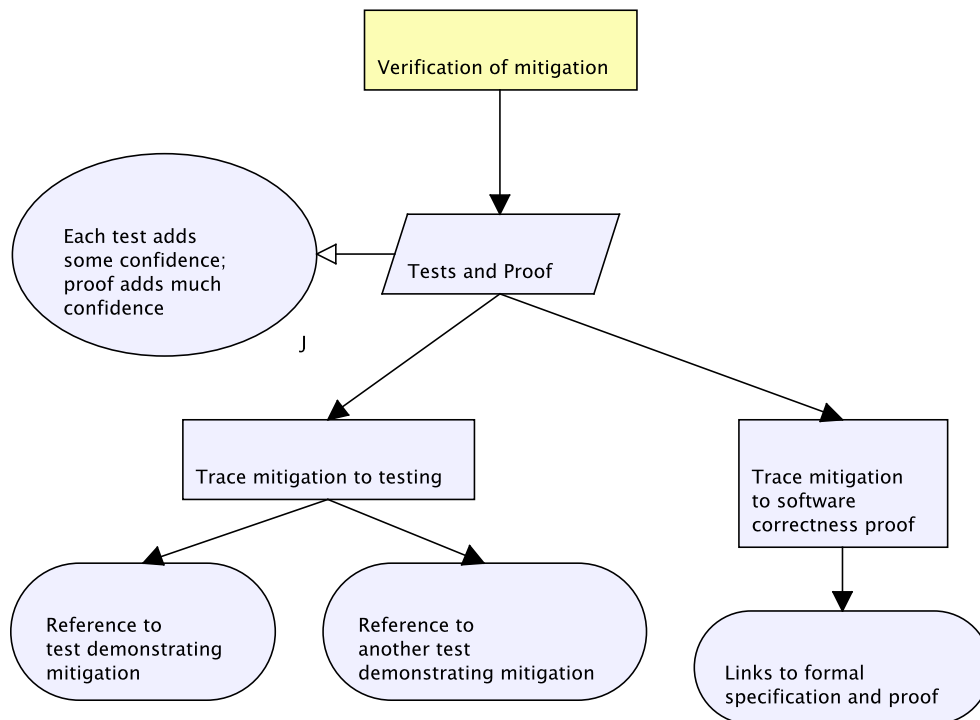 Verification of mitigation
Each test adds
some confidence;
proof adds much
confidence
Tests and Proof
J
Trace mitigation to testing
Trace mitigation
to software
correctness proof
Reference to
test demonstrating
mitigation
Reference to
another test
demonstrating mitigation
Links to formal
specification and proof